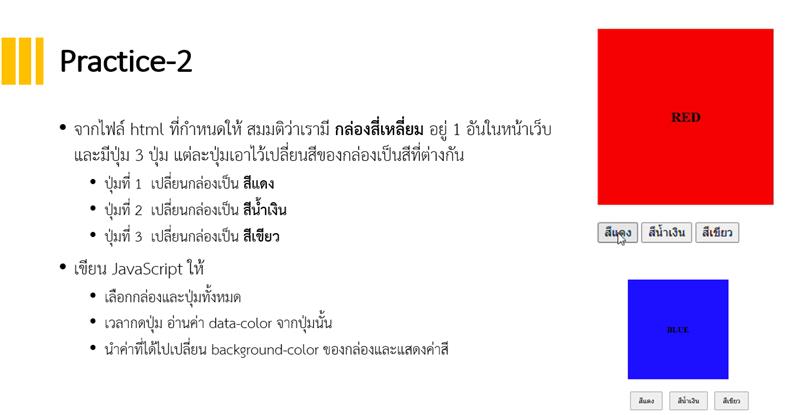 Practice-2
• จากไฟล์ html ที่กำหนดให้ สมมติว่าเรามี กล่องสี่เหลี่ยม อยู่ 1 อันในหน้าเว็บ
และมีปุ่ม 3 ปุ่ม แต่ละปุ่มเอาไว้เปลี่ยนสีของกล่องเป็นสีที่ต่างกัน
• ปุ่มที่ 1 เปลี่ยนกล่องเป็น สีแดง
• ปุ่มที่ 2 เปลี่ยนกล่องเป็น สีน้ำเงิน
• ปุ่มที่ 3 เปลี่ยนกล่องเป็น สีเขียว
• เขียน JavaScript ให้
• เลือกกล่องและปุ่มทั้งหมด
• เวลากดปุ่ม อ่านค่า data-color จากปุ่มนั้น
• นำค่าที่ได้ไปเปลี่ยน background-color ของกล่องและแสดงค่าสี
RED
สีแดง สีน้ำเงิน สีเขียว
BLUE
สีแดง สีน้ำเงิน สีเขียว